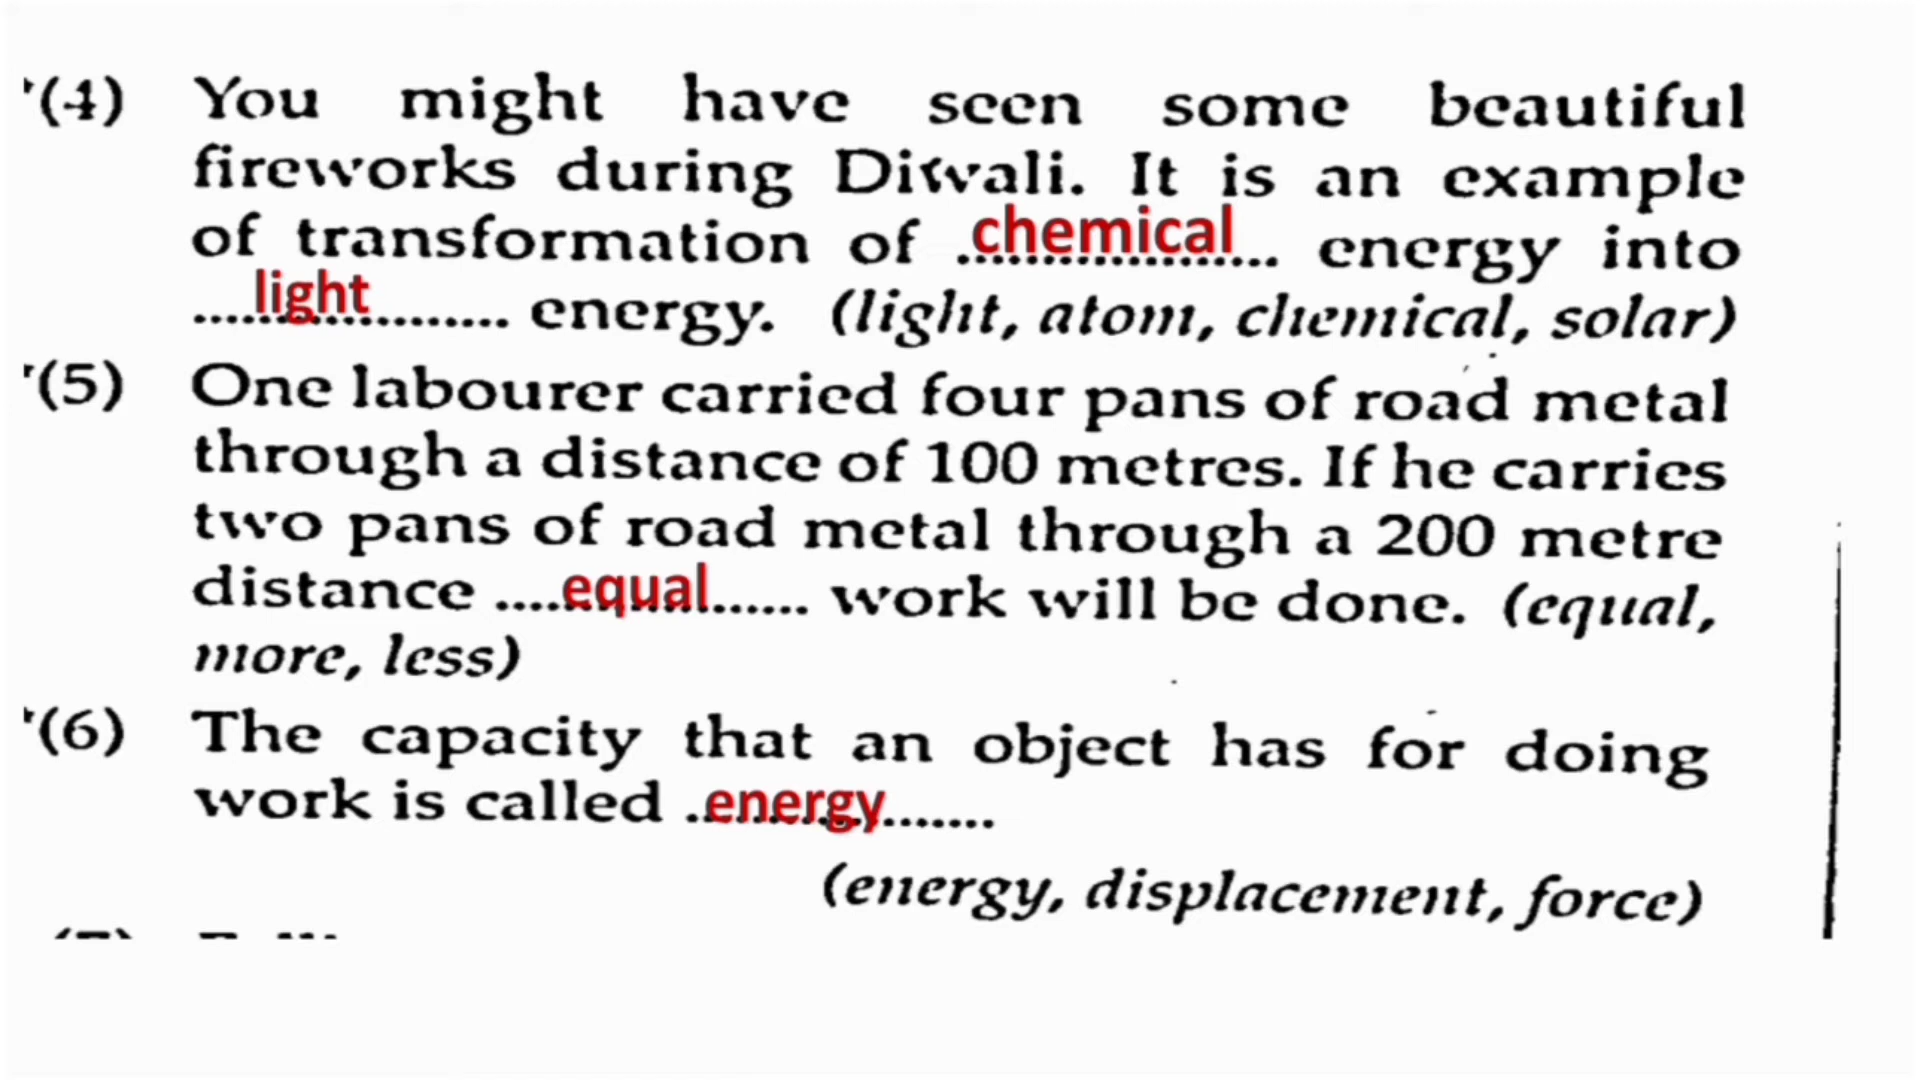 (4) You might have seen some beautiful
fireworks during Diwali. It is an example
of transformation of ...chemical... energy into
...light... energy. (light, atom, chemical, solar)
(5) One labourer carried four pans of road metal
through a distance of 100 metres. If he carries
two pans of road metal through a 200 metre
distance ...equal... work will be done. (equal,
more, less)
(6) The capacity that an object has for doing
work is called ...energy...
(energy, displacement, force)